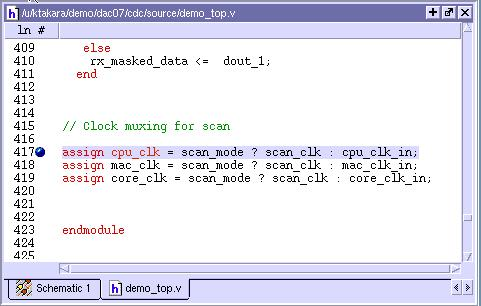 /u/ktakara/demo/dac07/cdc/source/demo_top.v
ln #
409 else
410 rx_masked_data <= dout_1;
411 end
412
413
414
415 // Clock muxing for scan
416
417 assign cpu_clk = scan_mode ? scan_clk : cpu_clk_in;
418 assign mac_clk = scan_mode ? scan_clk : mac_clk_in;
419 assign core_clk = scan_mode ? scan_clk : core_clk_in;
420
421
422
423 endmodule
424
425
Schematic 1 demo_top.v